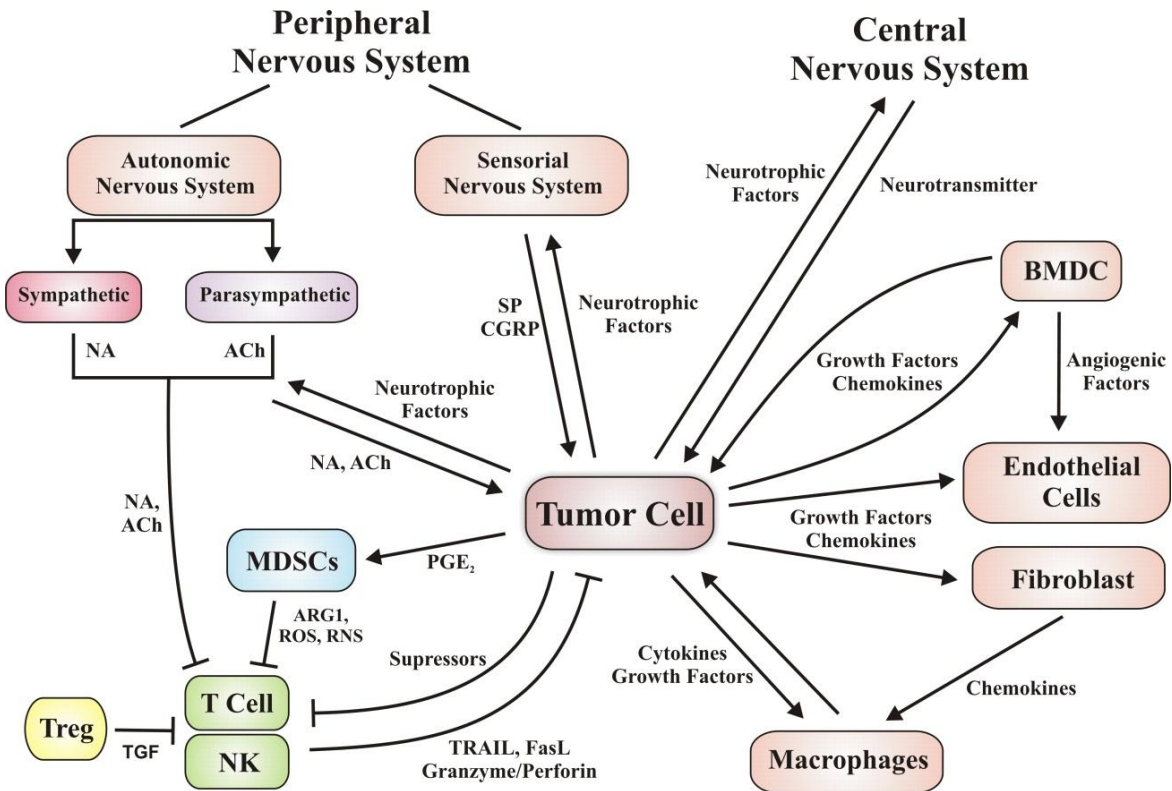 Peripheral
Nervous System
Central
Nervous System
Autonomic
Nervous System
Sensorial
Nervous System
Neurotrophic
Factors
Neurotransmitter
BMDC
Sympathetic
Parasympathetic
SP
CGRP
Neurotrophic
Factors
NA
ACh
Growth Factors
Chemokines
Angiogenic
Factors
Neurotrophic
Factors
NA, ACh
Endothelial
Cells
Tumor Cell
NA,
ACh
Growth Factors
Chemokines
MDSCs
PGE₂
Fibroblast
ARG1,
ROS, RNS
Supressors
Cytokines
Growth Factors
Chemokines
T Cell
Treg
TGF
NK
TRAIL, FasL
Granzyme/Perforin
Macrophages